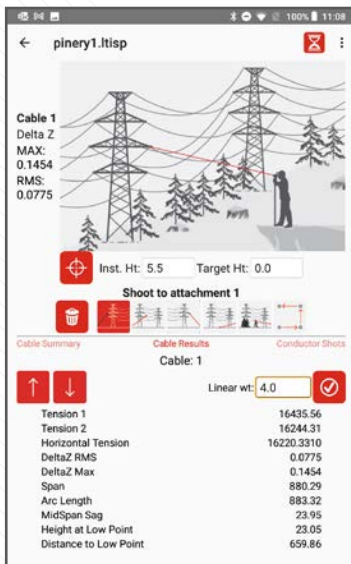 100% 11:08
pinery1.ltisp
Cable 1
Delta Z
MAX:
0.1454
RMS:
0.0775
Inst. Ht: 5.5 Target Ht: 0.0
Shoot to attachment 1
Cable Summary Cable Results Conductor Shots
Cable: 1
Linear wt: 4.0
Tension 1 16435.56
Tension 2 16244.31
Horizontal Tension 16220.3310
DeltaZ RMS 0.0775
DeltaZ Max 0.1454
Span 880.29
Arc Length 883.32
MidSpan Sag 23.95
Height at Low Point 23.05
Distance to Low Point 659.86